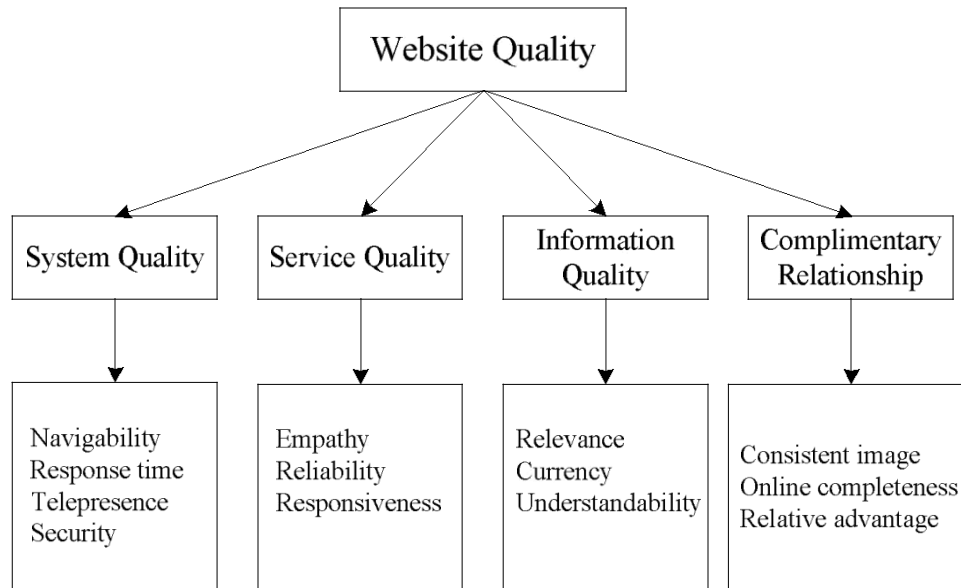 Website Quality
System Quality
Service Quality
Information
Quality
Complimentary
Relationship
Navigability
Response time
Telepresence
Security
Empathy
Reliability
Responsiveness
Relevance
Currency
Understandability
Consistent image
Online completeness
Relative advantage